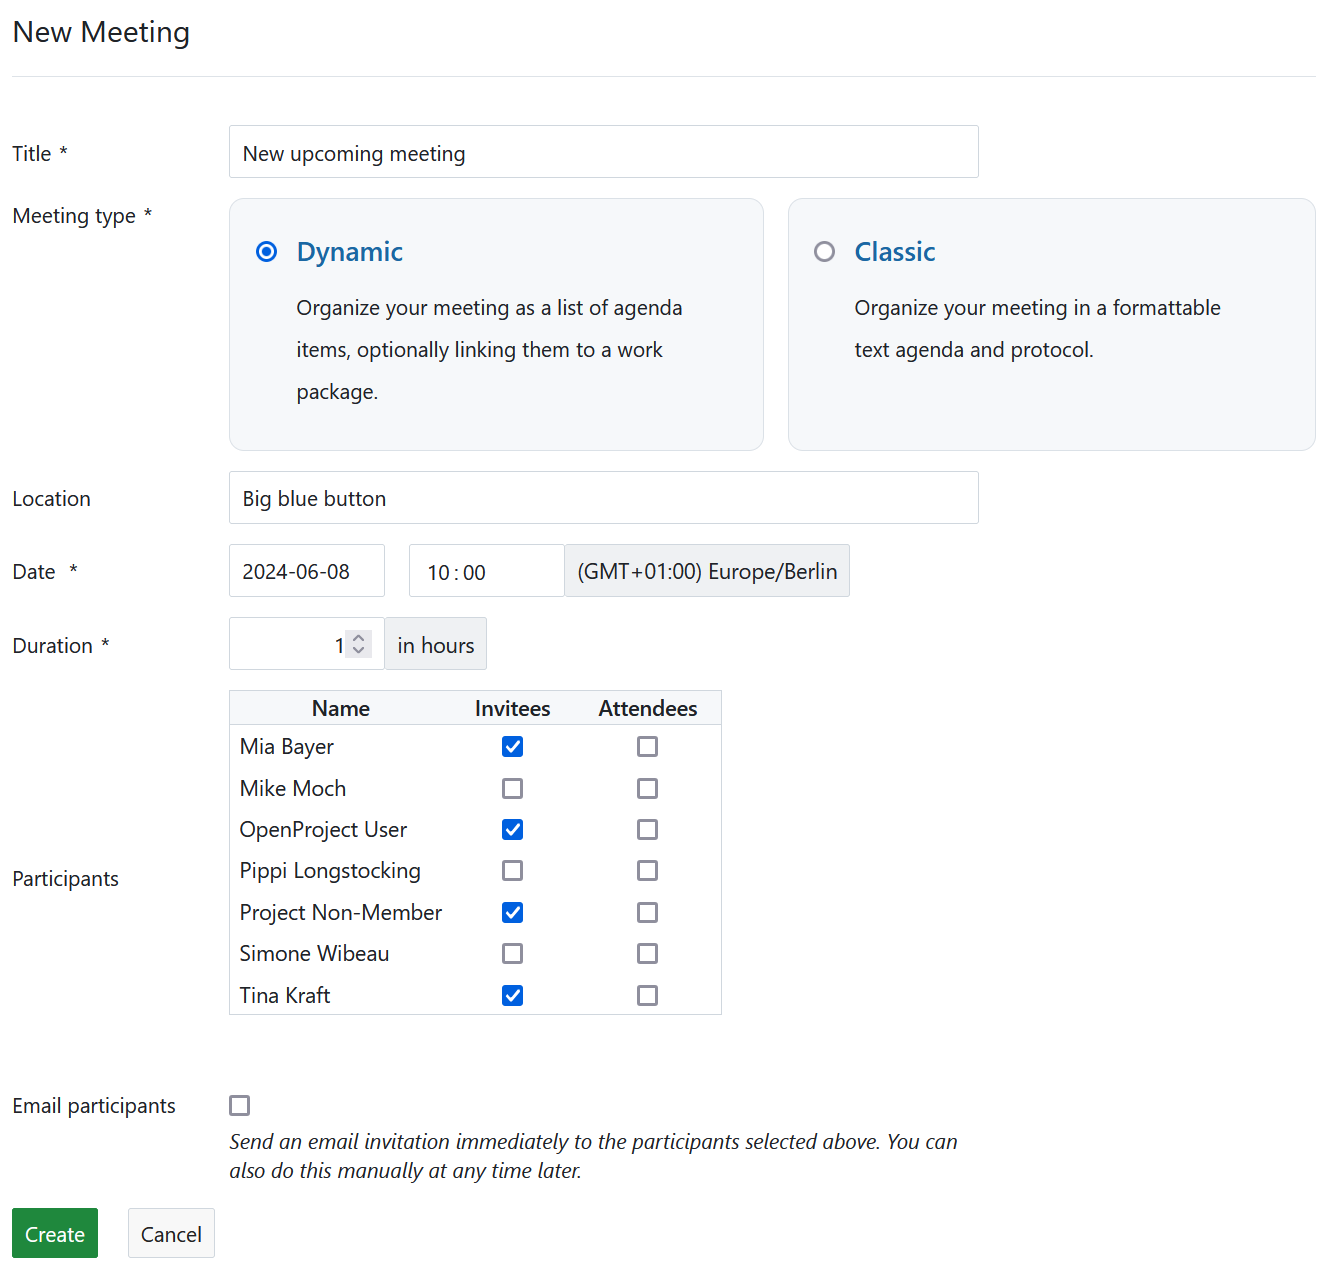 New Meeting
Title *
New upcoming meeting
Meeting type *
Dynamic
Organize your meeting as a list of agenda
items, optionally linking them to a work
package.
Classic
Organize your meeting in a formattable
text agenda and protocol.
Location
Big blue button
Date *
2024-06-08
10:00
(GMT+01:00) Europe/Berlin
Duration *
1
in hours
Participants
Name Invitees Attendees
Mia Bayer
Mike Moch
OpenProject User
Pippi Longstocking
Project Non-Member
Simone Wibeau
Tina Kraft
Email participants
Send an email invitation immediately to the participants selected above. You can
also do this manually at any time later.
Create
Cancel